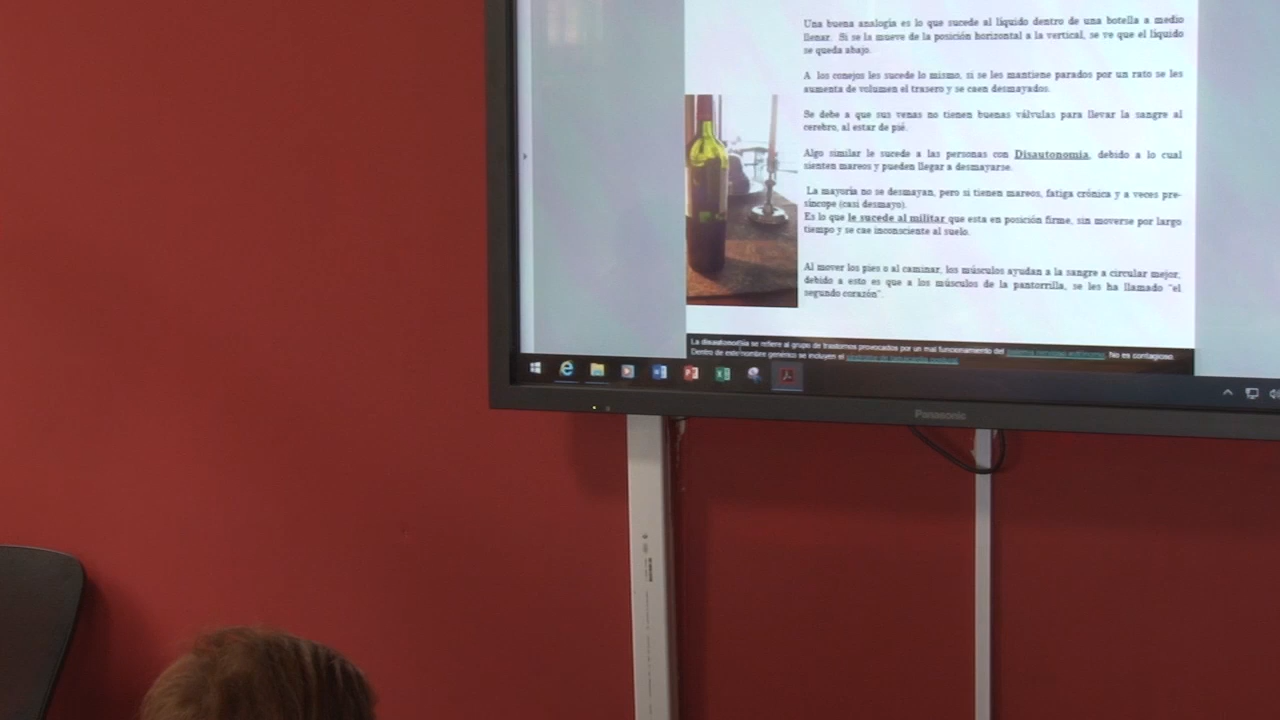 Una buena analogía es lo que sucede al líquido dentro de una botella a medio
llenar. Si se la mueve de la posición horizontal a la vertical, se ve que el líquido
se queda abajo.
A los conejos les sucede lo mismo, si se les mantiene parados por un rato se les
aumenta de volumen el trasero y se caen desmayados.
Se debe a que sus venas no tienen buenas válvulas para llevar la sangre al
cerebro, al estar de pié.
Algo similar le sucede a las personas con Disautonomia, debido a lo cual
sienten mareos y pueden llegar a desmayarse.
La mayoría no se desmayan, pero si tienen mareos, fatiga crónica y a veces pre-
síncope (casi desmayo).
Es lo que le sucede al militar que esta en posición firme, sin moverse por largo
tiempo y se cae inconsciente al suelo.
Al mover los pies o al caminar, los músculos ayudan a la sangre a circular mejor,
debido a esto es que a los músculos de la pantorrilla, se les ha llamado "el
segundo corazón".
La disautonomia se refiere al grupo de trastornos provocados por un mal funcionamiento del No es contagioso.
Dentro de este nombre genérico se incluyen el
Panasonic